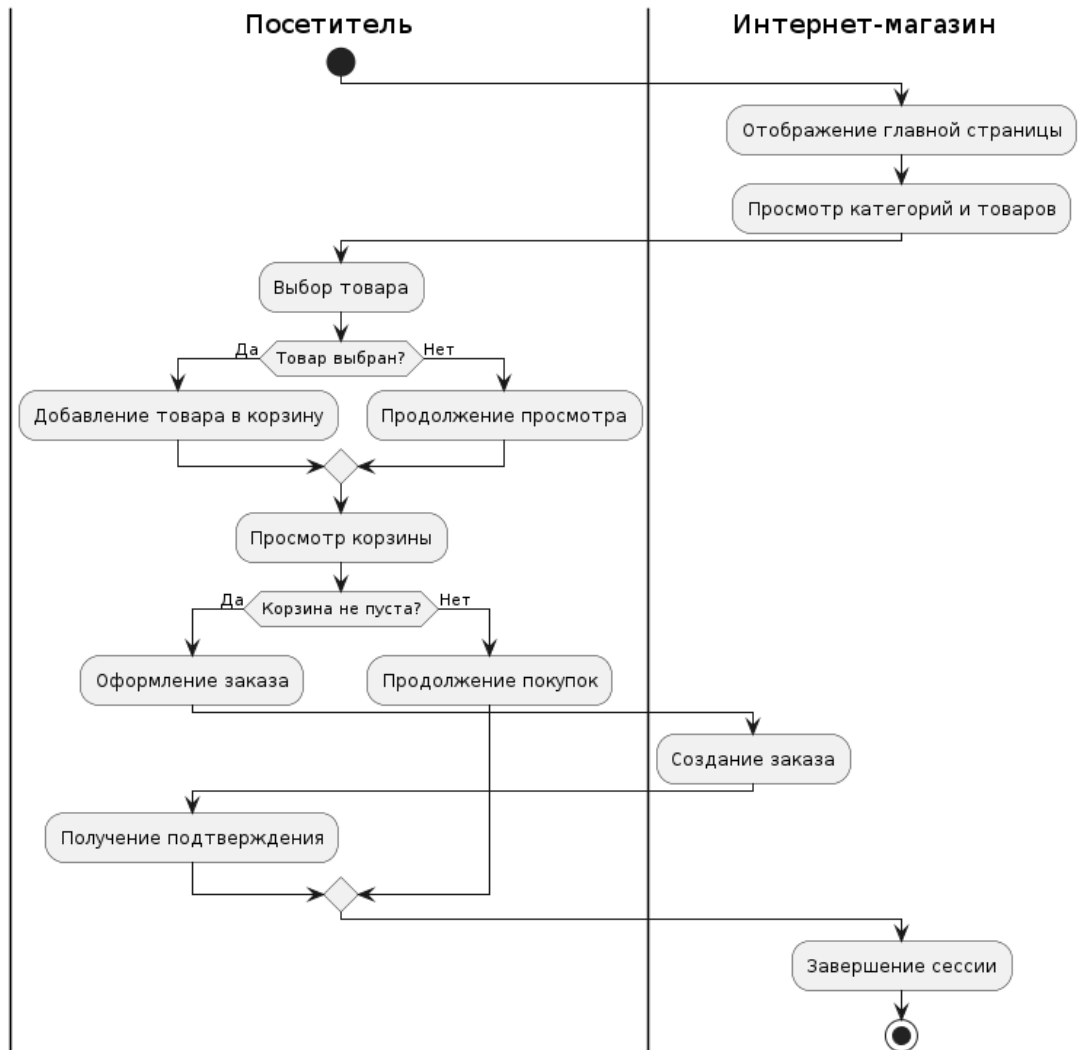 Посетитель
Интернет-магазин
Отображение главной страницы
Просмотр категорий и товаров
Выбор товара
Да
Товар выбран?
Нет
Добавление товара в корзину
Продолжение просмотра
Просмотр корзины
Да
Корзина не пуста?
Нет
Оформление заказа
Продолжение покупок
Создание заказа
Получение подтверждения
Завершение сессии